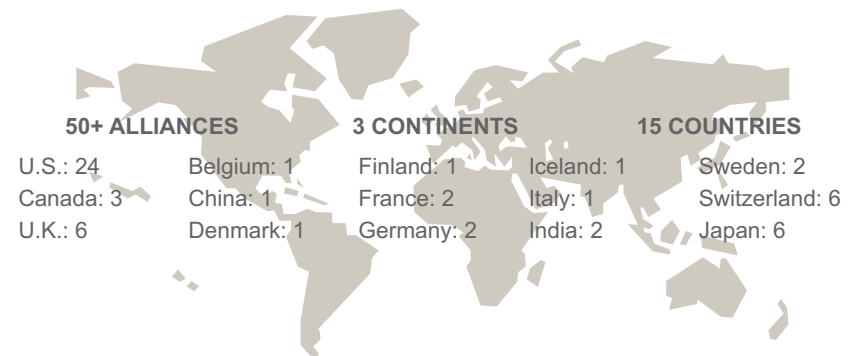 50+ ALLIANCES 3 CONTINENTS 15 COUNTRIES
U.S.: 24 Belgium: 1 Finland: 1 Iceland: 1 Sweden: 2
Canada: 3 China: 1 France: 2 Italy: 1 Switzerland: 6
U.K.: 6 Denmark: 1 Germany: 2 India: 2 Japan: 6